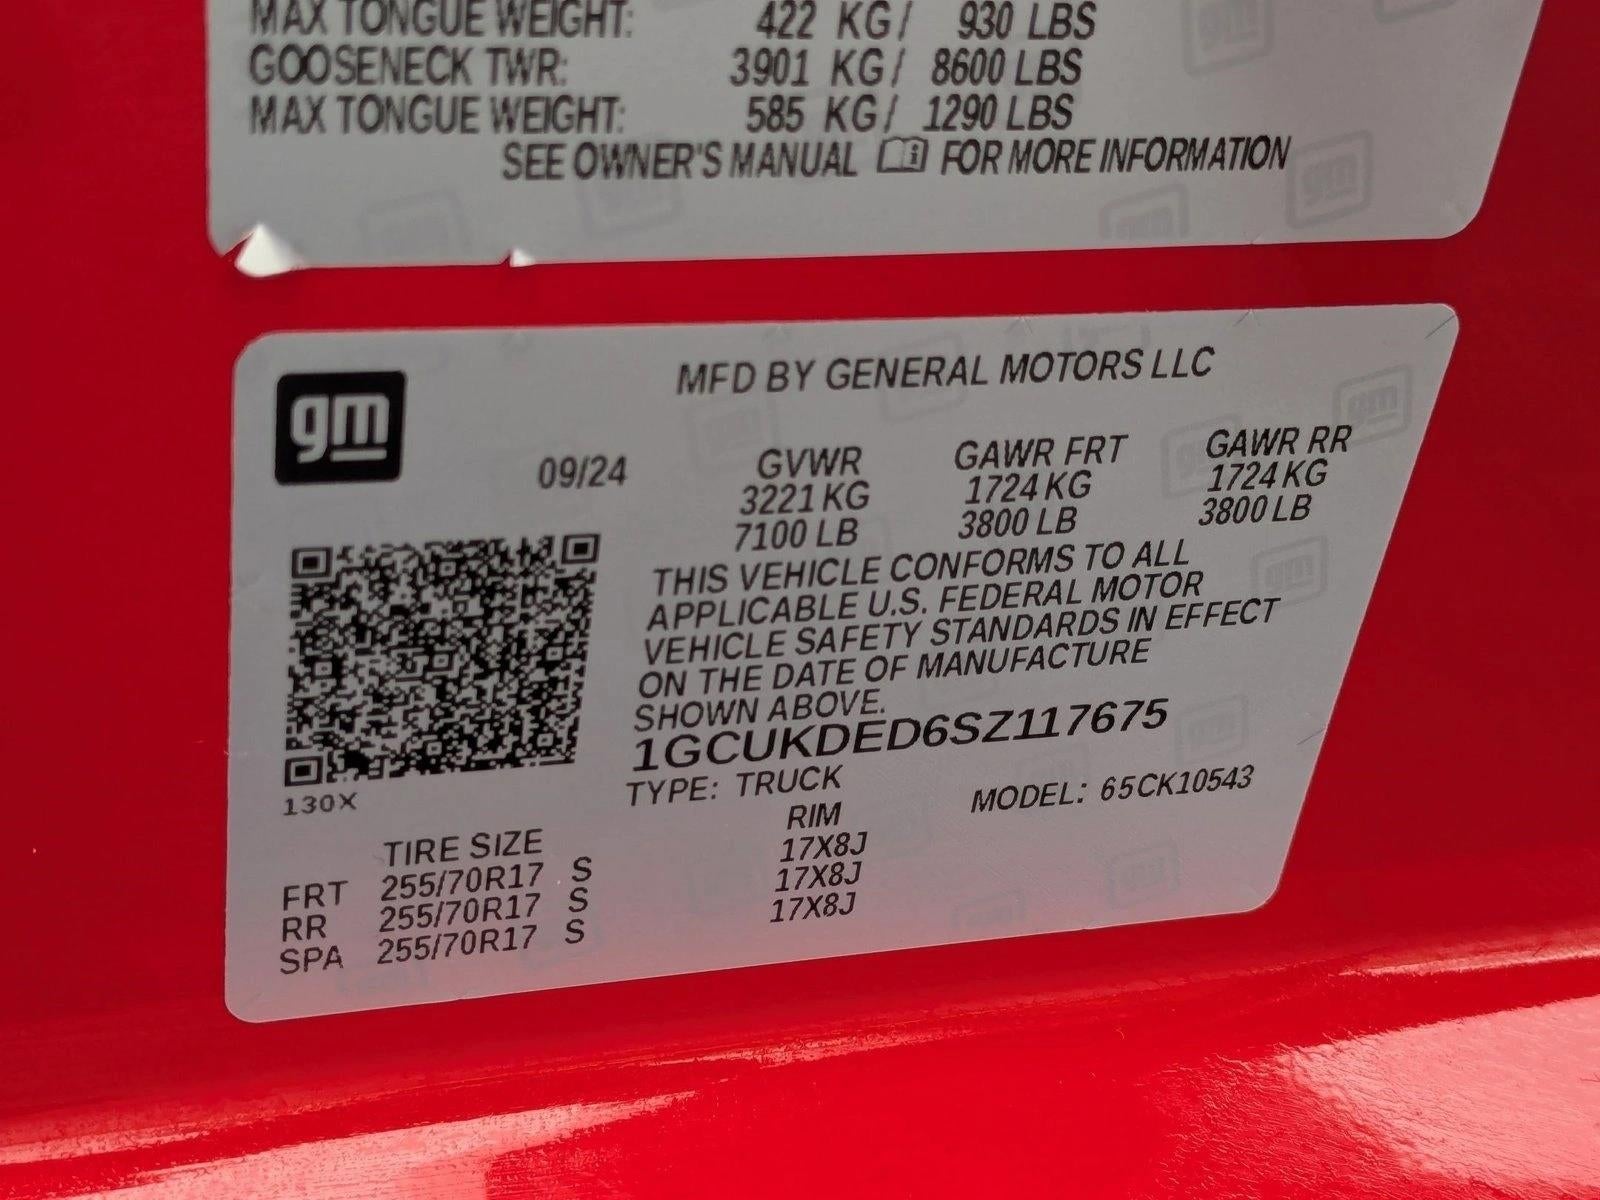 MAX TONGUE WEIGHT: 422 KG/ 930 LBS
GOOSENECK TWR: 3901 KG/ 8600 LBS
MAX TONGUE WEIGHT: 585 KG/ 1290 LBS
SEE OWNER'S MANUAL FOR MORE INFORMATION
gm
MFD BY GENERAL MOTORS LLC
09/24 GVWR GAWR FRT GAWR RR
3221 KG 1724 KG 1724 KG
7100 LB 3800 LB 3800 LB
THIS VEHICLE CONFORMS TO ALL
APPLICABLE U.S. FEDERAL MOTOR
VEHICLE SAFETY STANDARDS IN EFFECT
ON THE DATE OF MANUFACTURE
SHOWN ABOVE.
1GCUKDED6SZ117675
TYPE: TRUCK MODEL: 65CK10543
130X
TIRE SIZE RIM
FRT 255/70R17 S 17X8J
RR 255/70R17 S 17X8J
SPA 255/70R17 S 17X8J